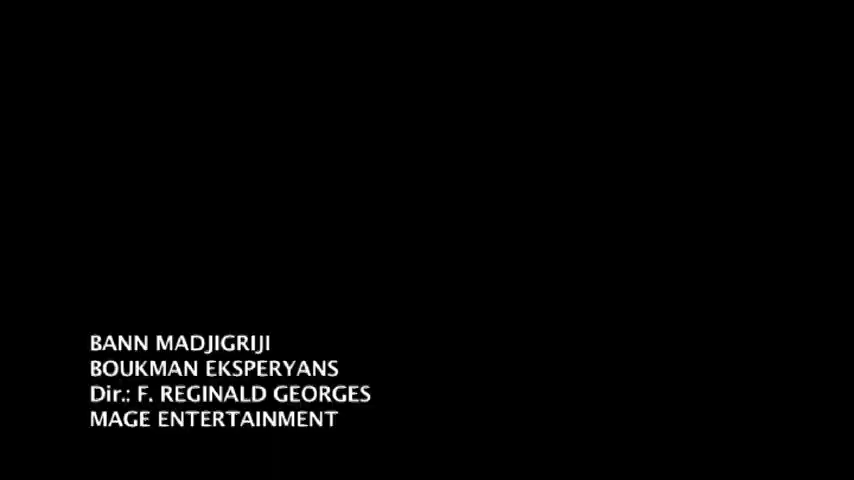 BANN MADJIGRIJI
BOUKMAN EKSPERYANS
Dir.: F. REGINALD GEORGES
MAGE ENTERTAINMENT